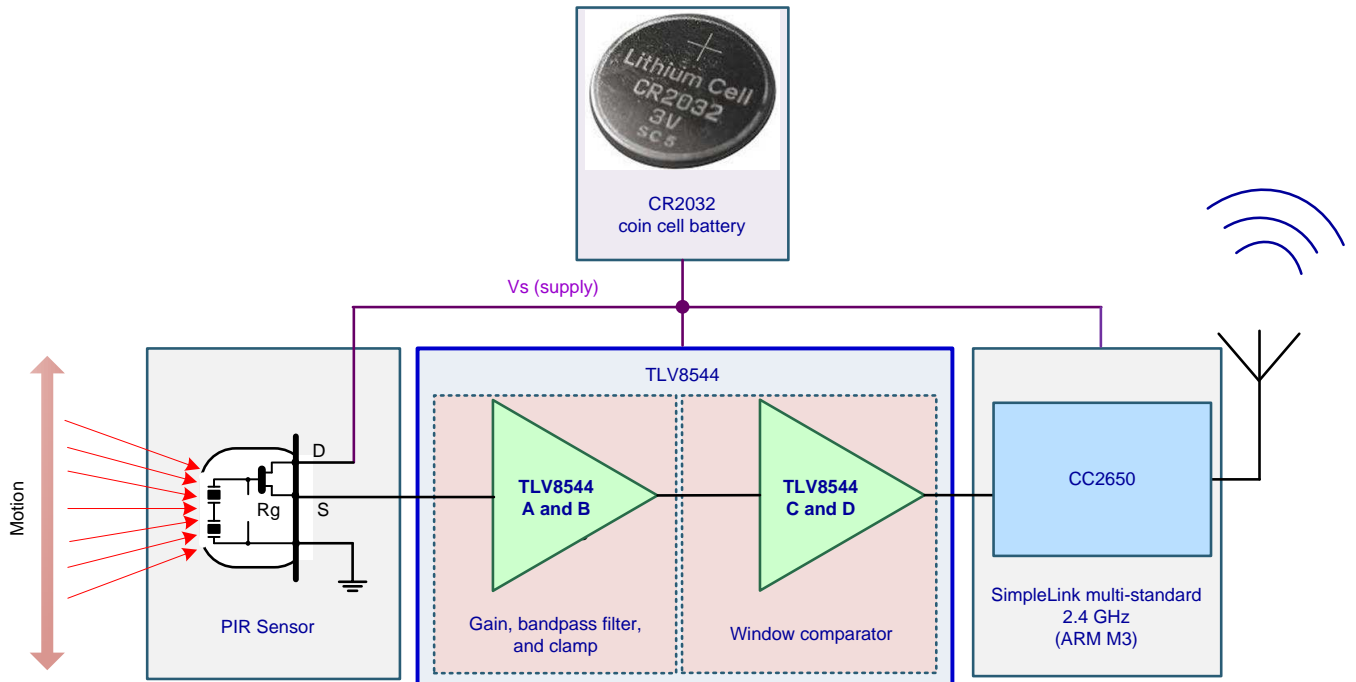 Lithium Cell
CR2032
3V
SC5
CR2032
coin cell battery
Vs (supply)
TLV8544
Motion
D
Rg
S
PIR Sensor
TLV8544
A and B
Gain, bandpass filter,
and clamp
TLV8544
C and D
Window comparator
CC2650
SimpleLink multi-standard
2.4 GHz
(ARM M3)